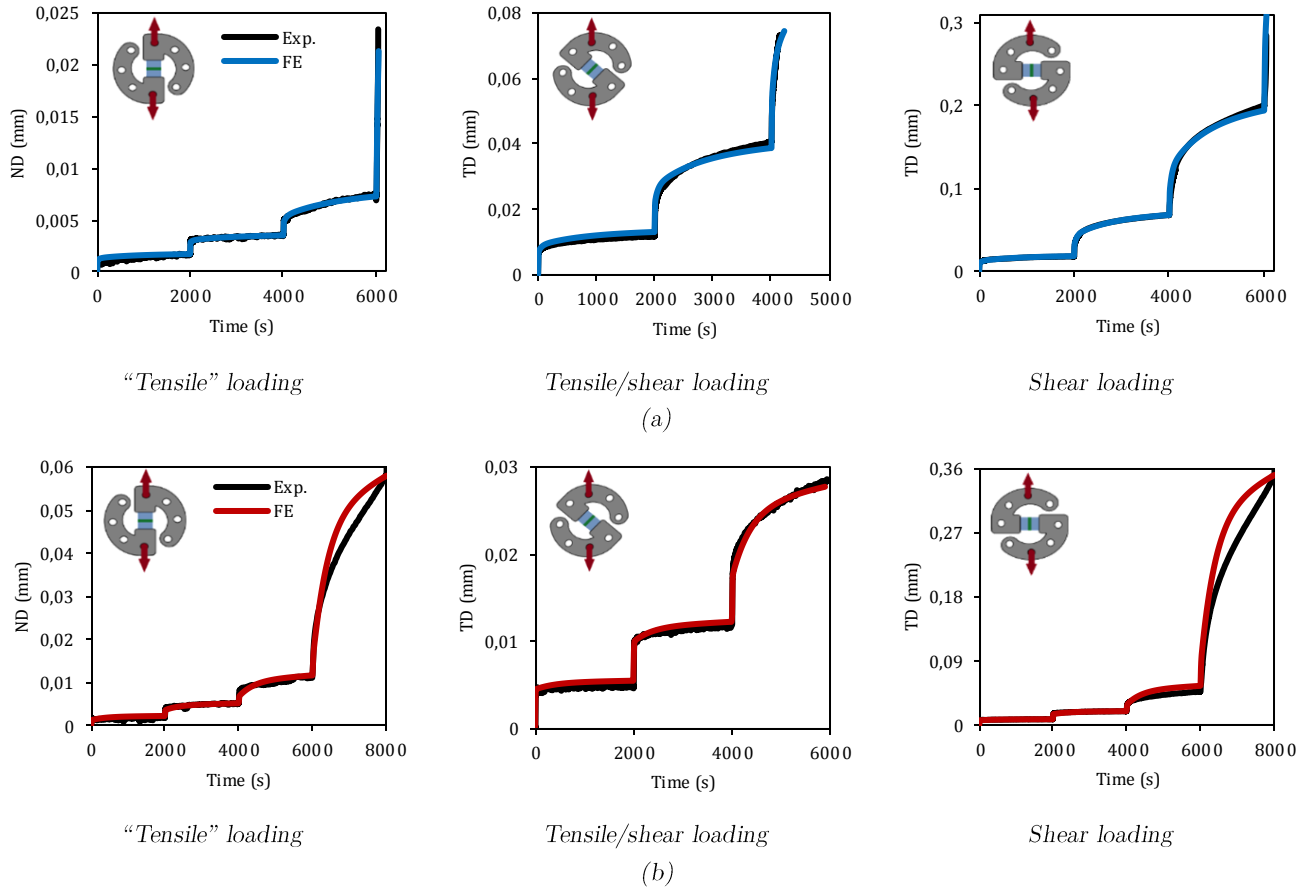 0,025
0,02
0,015
0,01
0,005
0
ND (mm)
Exp.
FE
0 2000 4000 6000
Time (s)
0,08
0,06
0,04
0,02
0
TD (mm)
0 1000 2000 3000 4000 5000
Time (s)
0,3
0,2
0,1
0
TD (mm)
0 2000 4000 6000
Time (s)
“Tensile” loading
Tensile/shear loading
Shear loading
(a)
0,06
0,05
0,04
0,03
0,02
0,01
0
ND (mm)
Exp.
FE
0 2000 4000 6000 8000
Time (s)
0,03
0,02
0,01
0,00
TD (mm)
0 2000 4000 6000
Time (s)
0,36
0,27
0,18
0,09
0
TD (mm)
0 2000 4000 6000 8000
Time (s)
“Tensile” loading
Tensile/shear loading
Shear loading
(b)